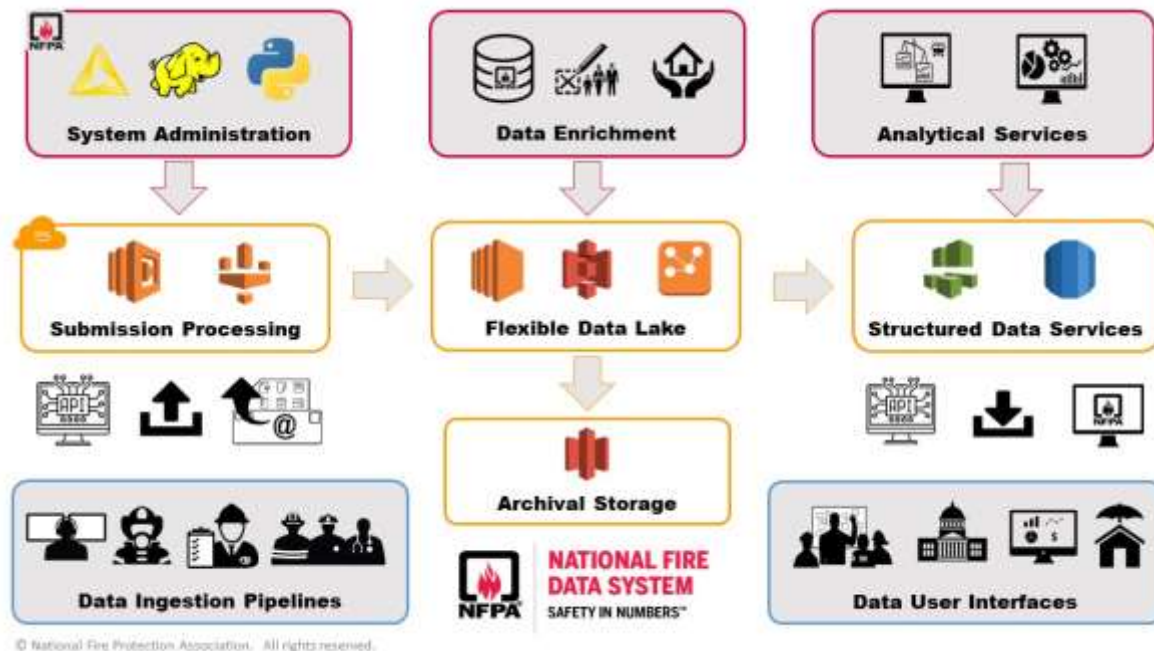 NFPA
System Administration
Data Enrichment
Analytical Services
Submission Processing
Flexible Data Lake
Structured Data Services
API
@
API
NFPA
Archival Storage
Data Ingestion Pipelines
NFPA®
NATIONAL FIRE
DATA SYSTEM
SAFETY IN NUMBERS™
$
Data User Interfaces
© National Fire Protection Association. All rights reserved.